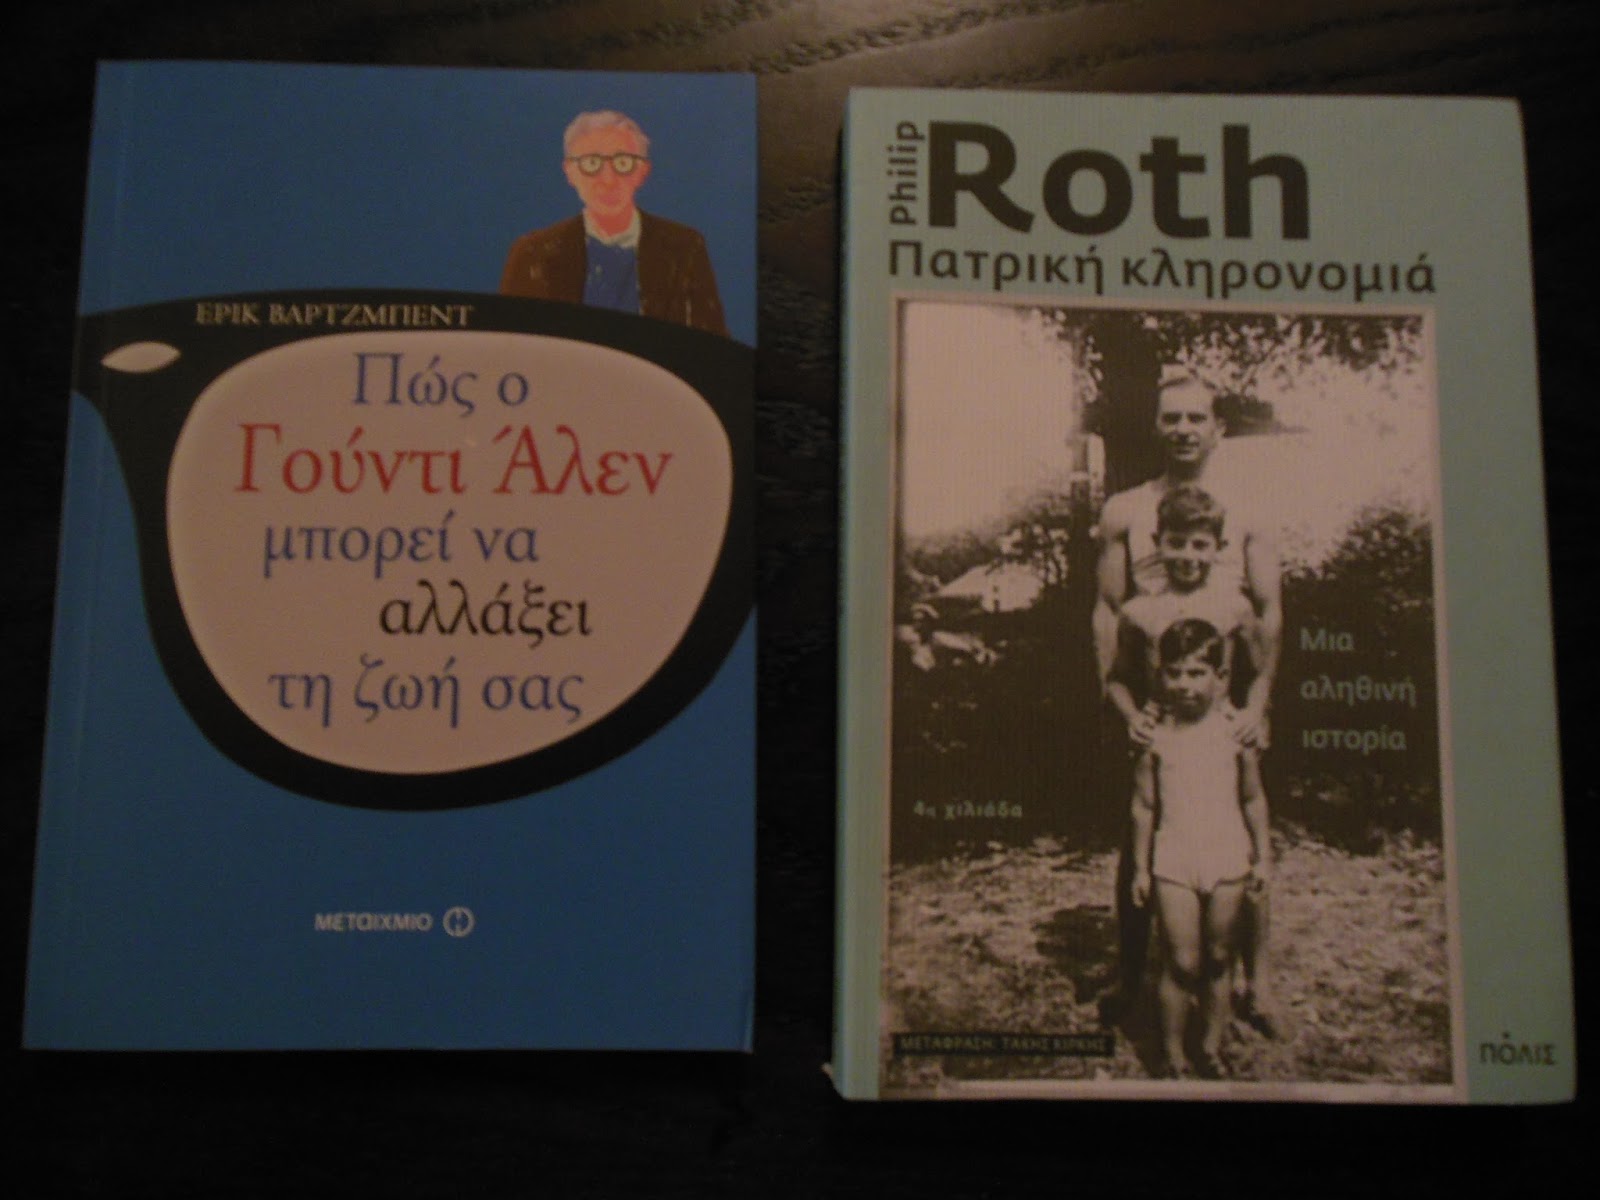 ΕΡΙΚ ΒΑΡΤΖΜΠΕΝΤ
Πώς ο
Γούντι Άλεν
μπορεί να
αλλάξει
τη ζωή σας
ΜΕΤΑΙΧΜΙΟ
Philip
Roth
Πατρική κληρονομιά
Μια
αληθινή
ιστορία
4η χιλιάδα
ΜΕΤΑΦΡΑΣΗ: ΤΑΚΗΣ ΚΙΡΚΗΣ
ΠΟΛΙΣ